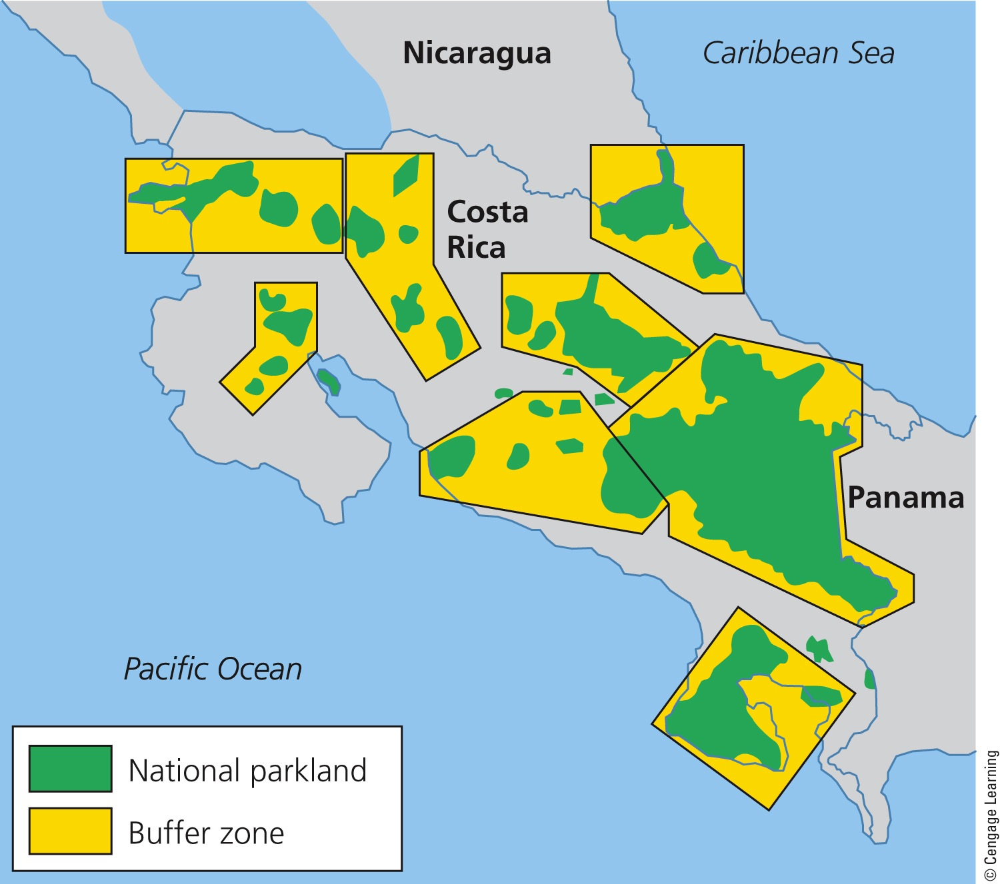 Nicaragua
Caribbean Sea
Costa
Rica
Panama
Pacific Ocean
National parkland
Buffer zone
© Cengage Learning